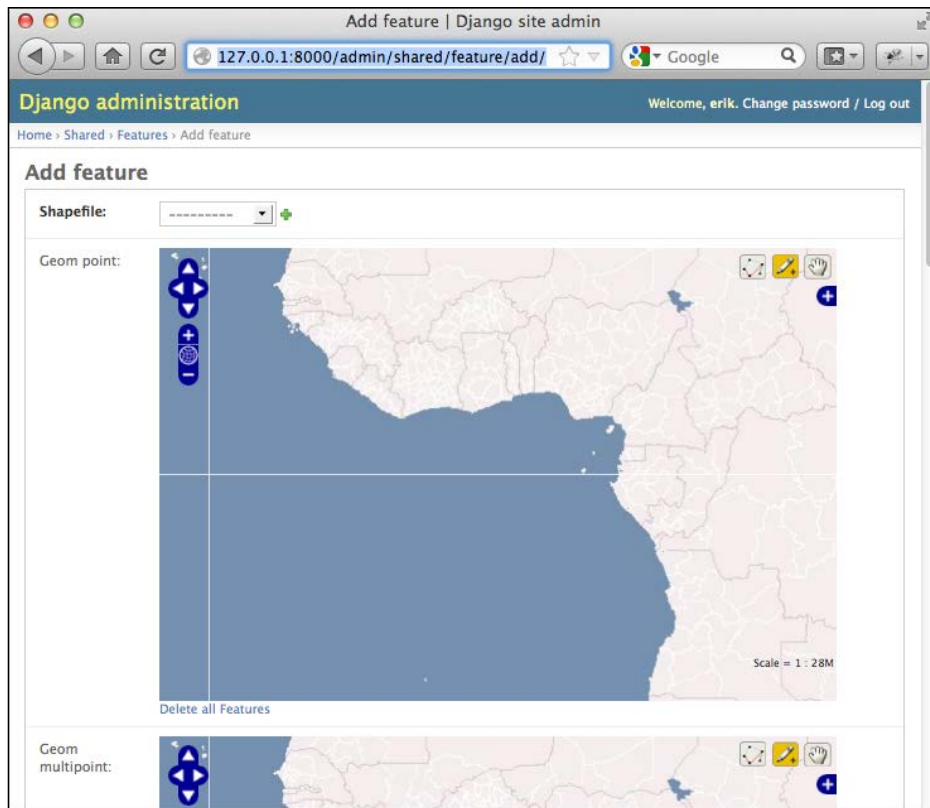 Add feature | Django site admin
127.0.0.1:8000/admin/shared/feature/add/
Google
Django administration
Welcome, erik. Change password / Log out
Home › Shared › Features › Add feature
Add feature
Shapefile:
---------
Geom point:
Scale = 1 : 28M
Delete all Features
Geom
multipoint: